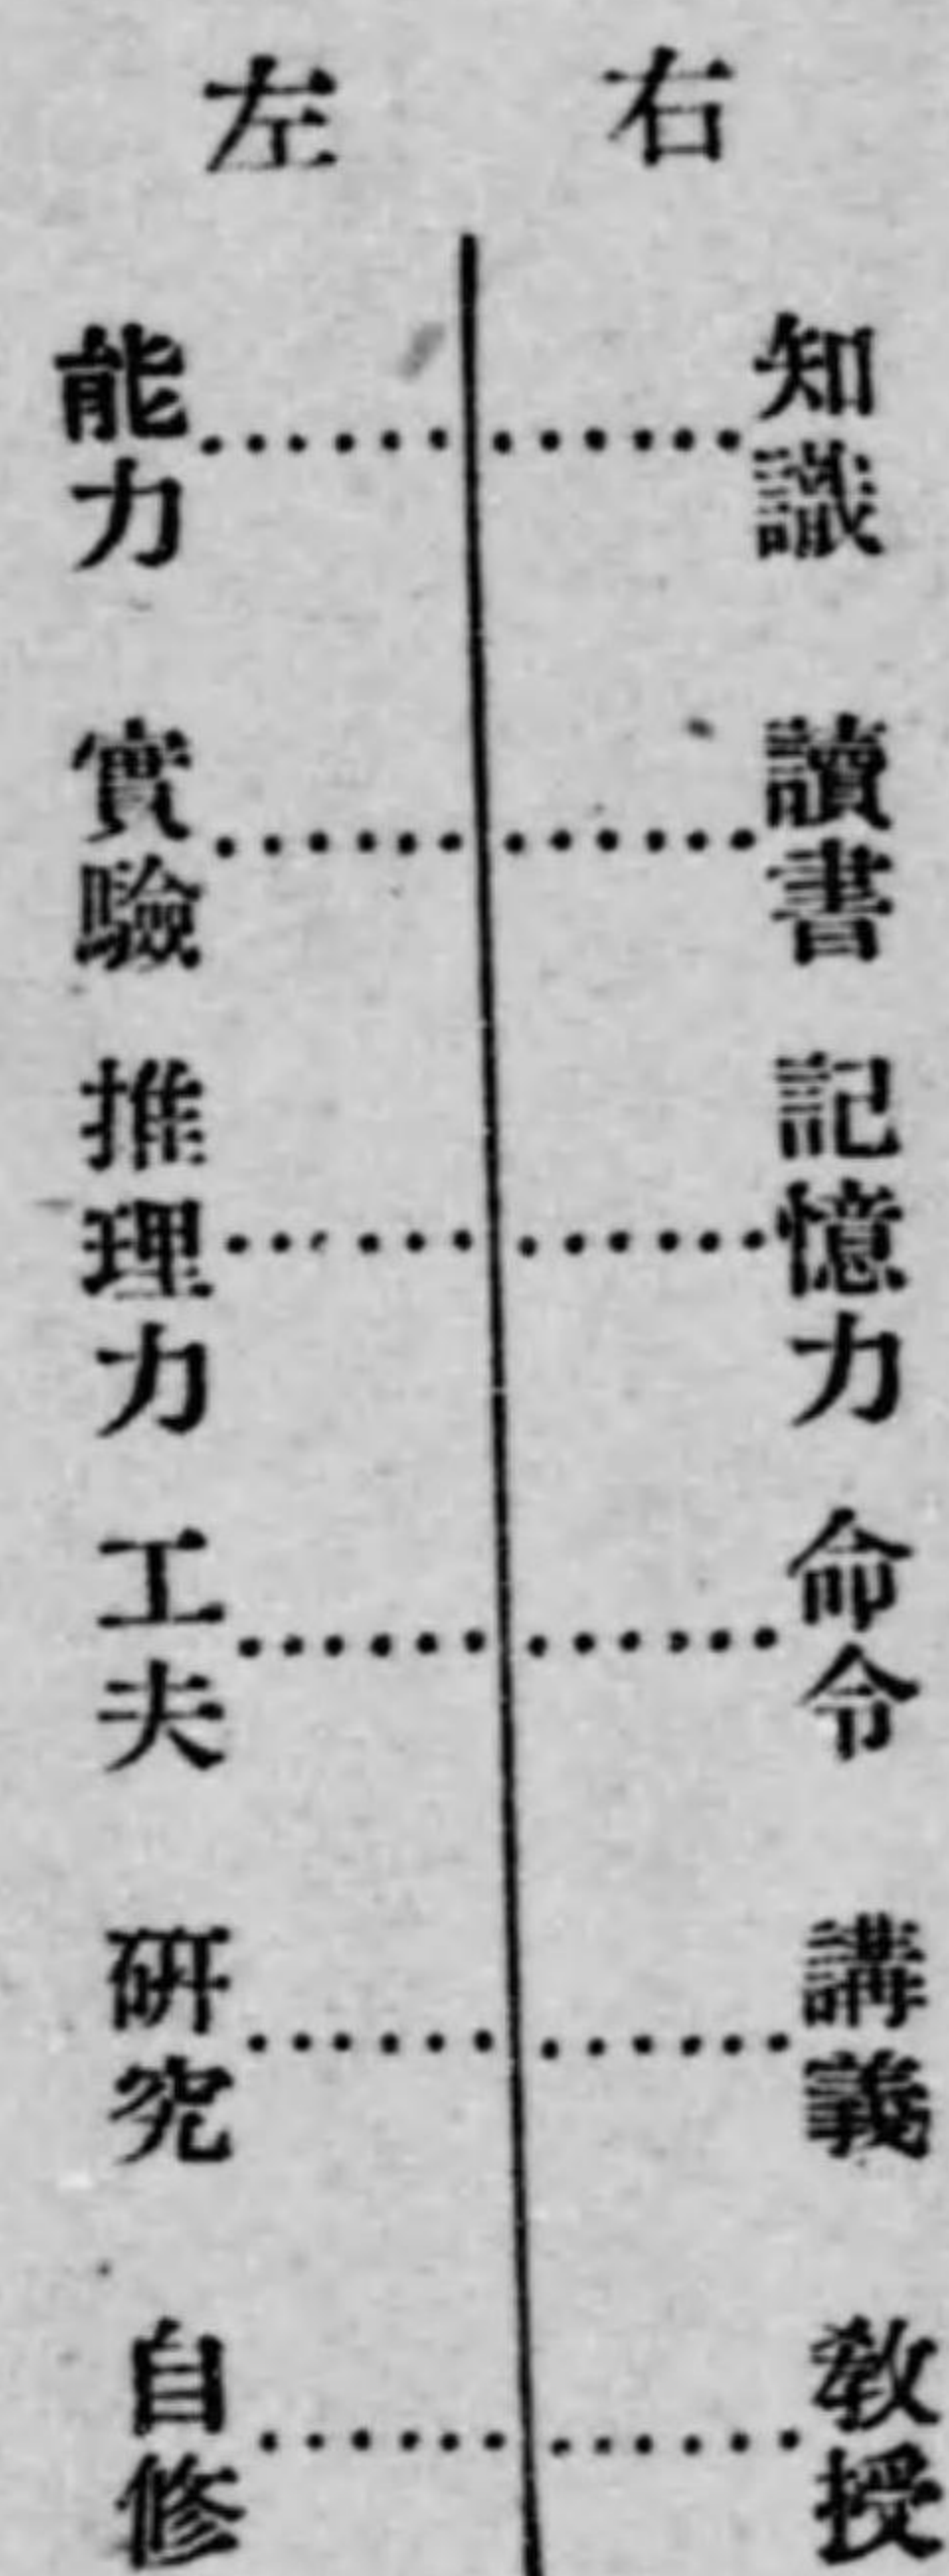 右 左
知識……能力
讀書……實驗
記憶力……推理力
命令……工夫
講義……硏究
敎授……自修